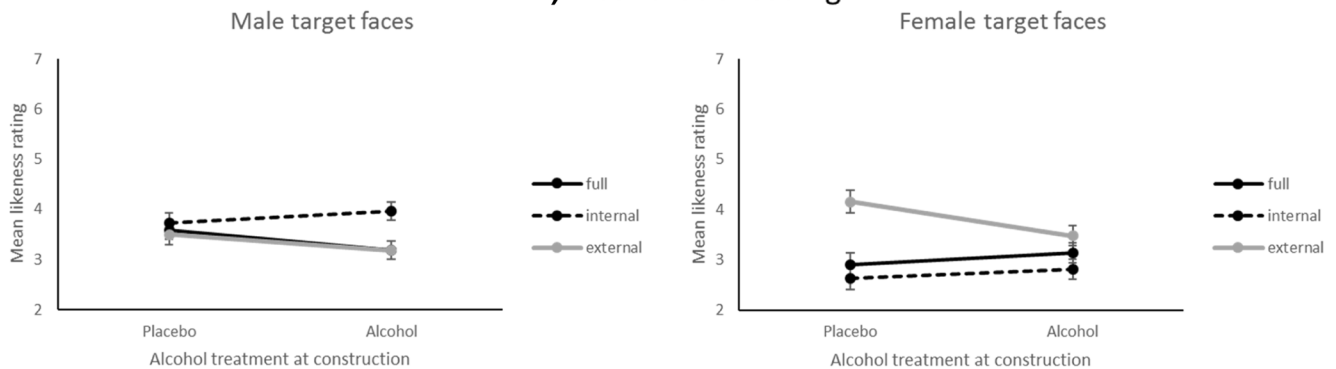 Male target faces
7
6
5
4
3
2
Mean likeness rating
Placebo Alcohol
Alcohol treatment at construction
full
internal
external
Female target faces
7
6
5
4
3
2
Mean likeness rating
Placebo Alcohol
Alcohol treatment at construction
full
internal
external